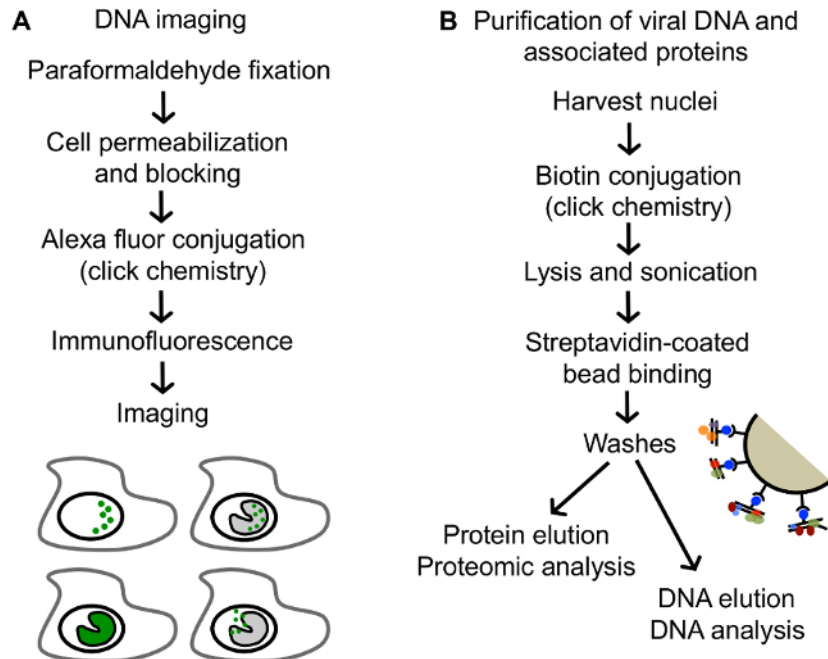 A
DNA imaging
Paraformaldehyde fixation
Cell permeabilization
and blocking
Alexa fluor conjugation
(click chemistry)
Immunofluorescence
Imaging
B
Purification of viral DNA and
associated proteins
Harvest nuclei
Biotin conjugation
(click chemistry)
Lysis and sonication
Streptavidin-coated
bead binding
Washes
Protein elution
Proteomic analysis
DNA elution
DNA analysis